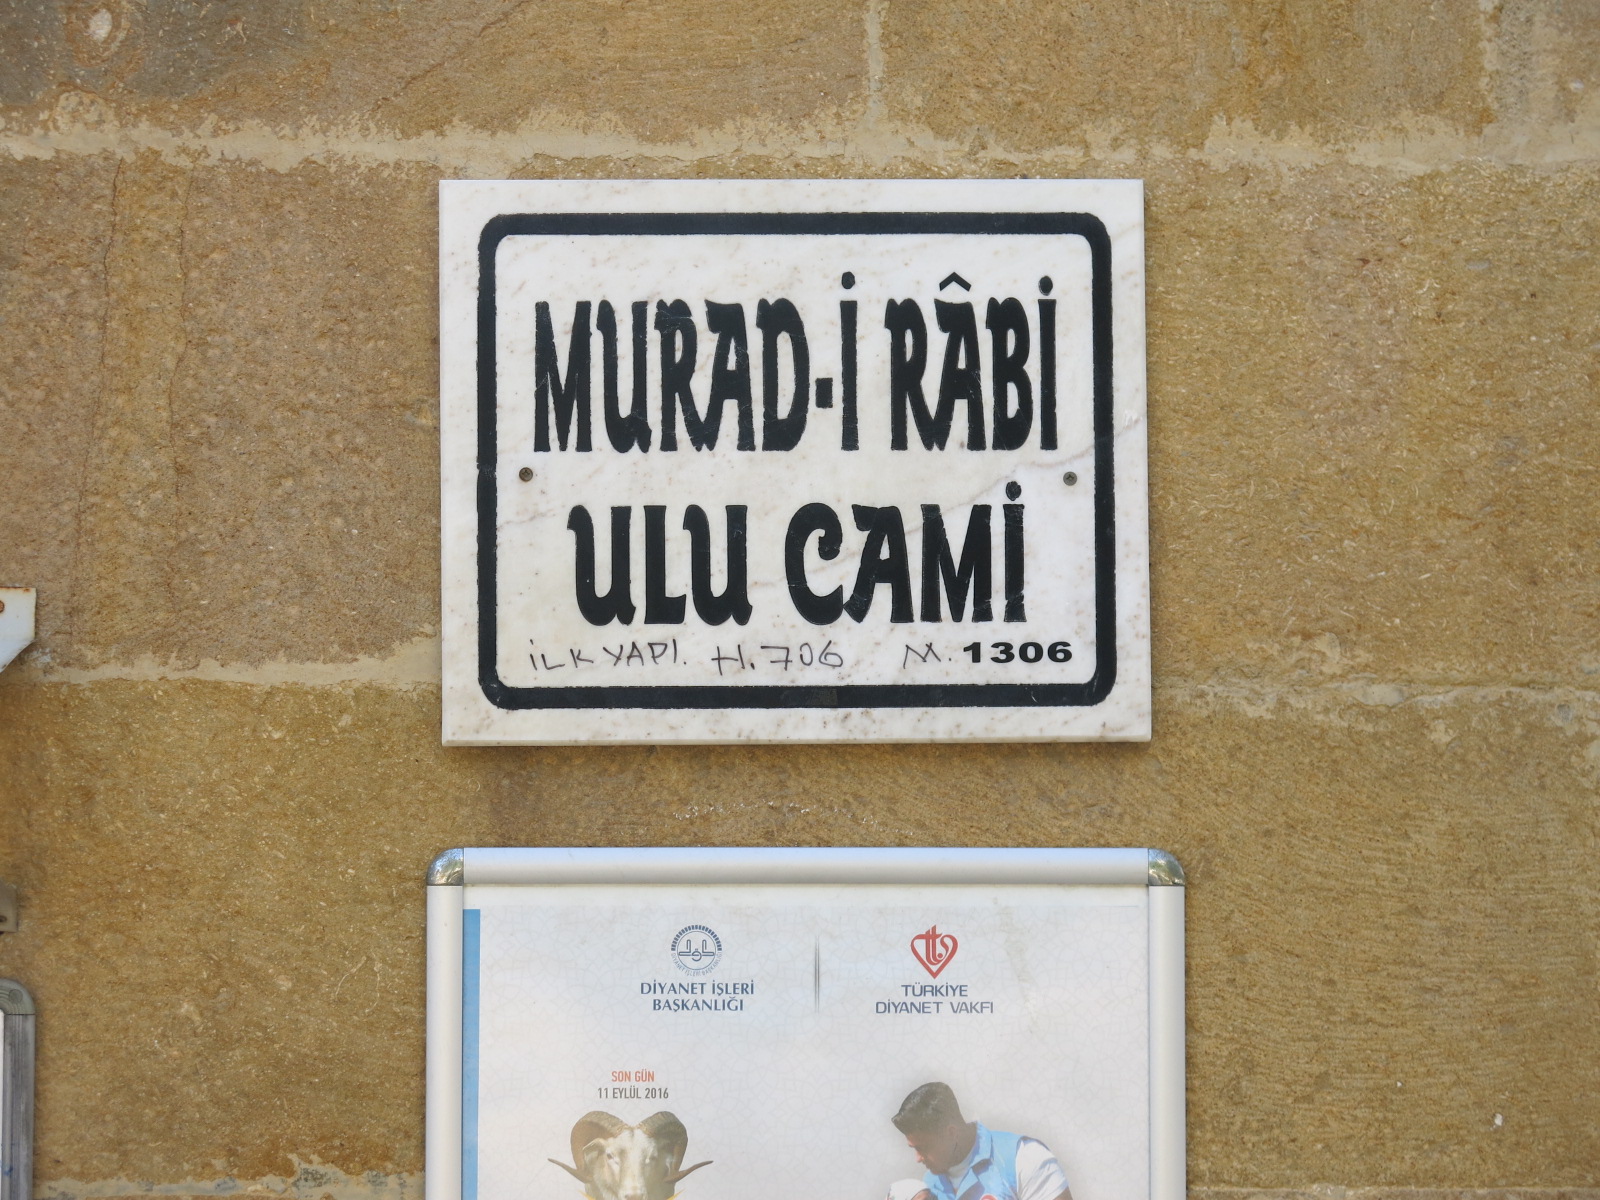 MURAD-İ RÂBİ
ULU CAMİ
İLK YAPI. H.706 M. 1306
DİYANET İŞLERİ
BAŞKANLIĞI
TÜRKİYE
DİYANET VAKFI
SON GÜN
11 EYLÜL 2016